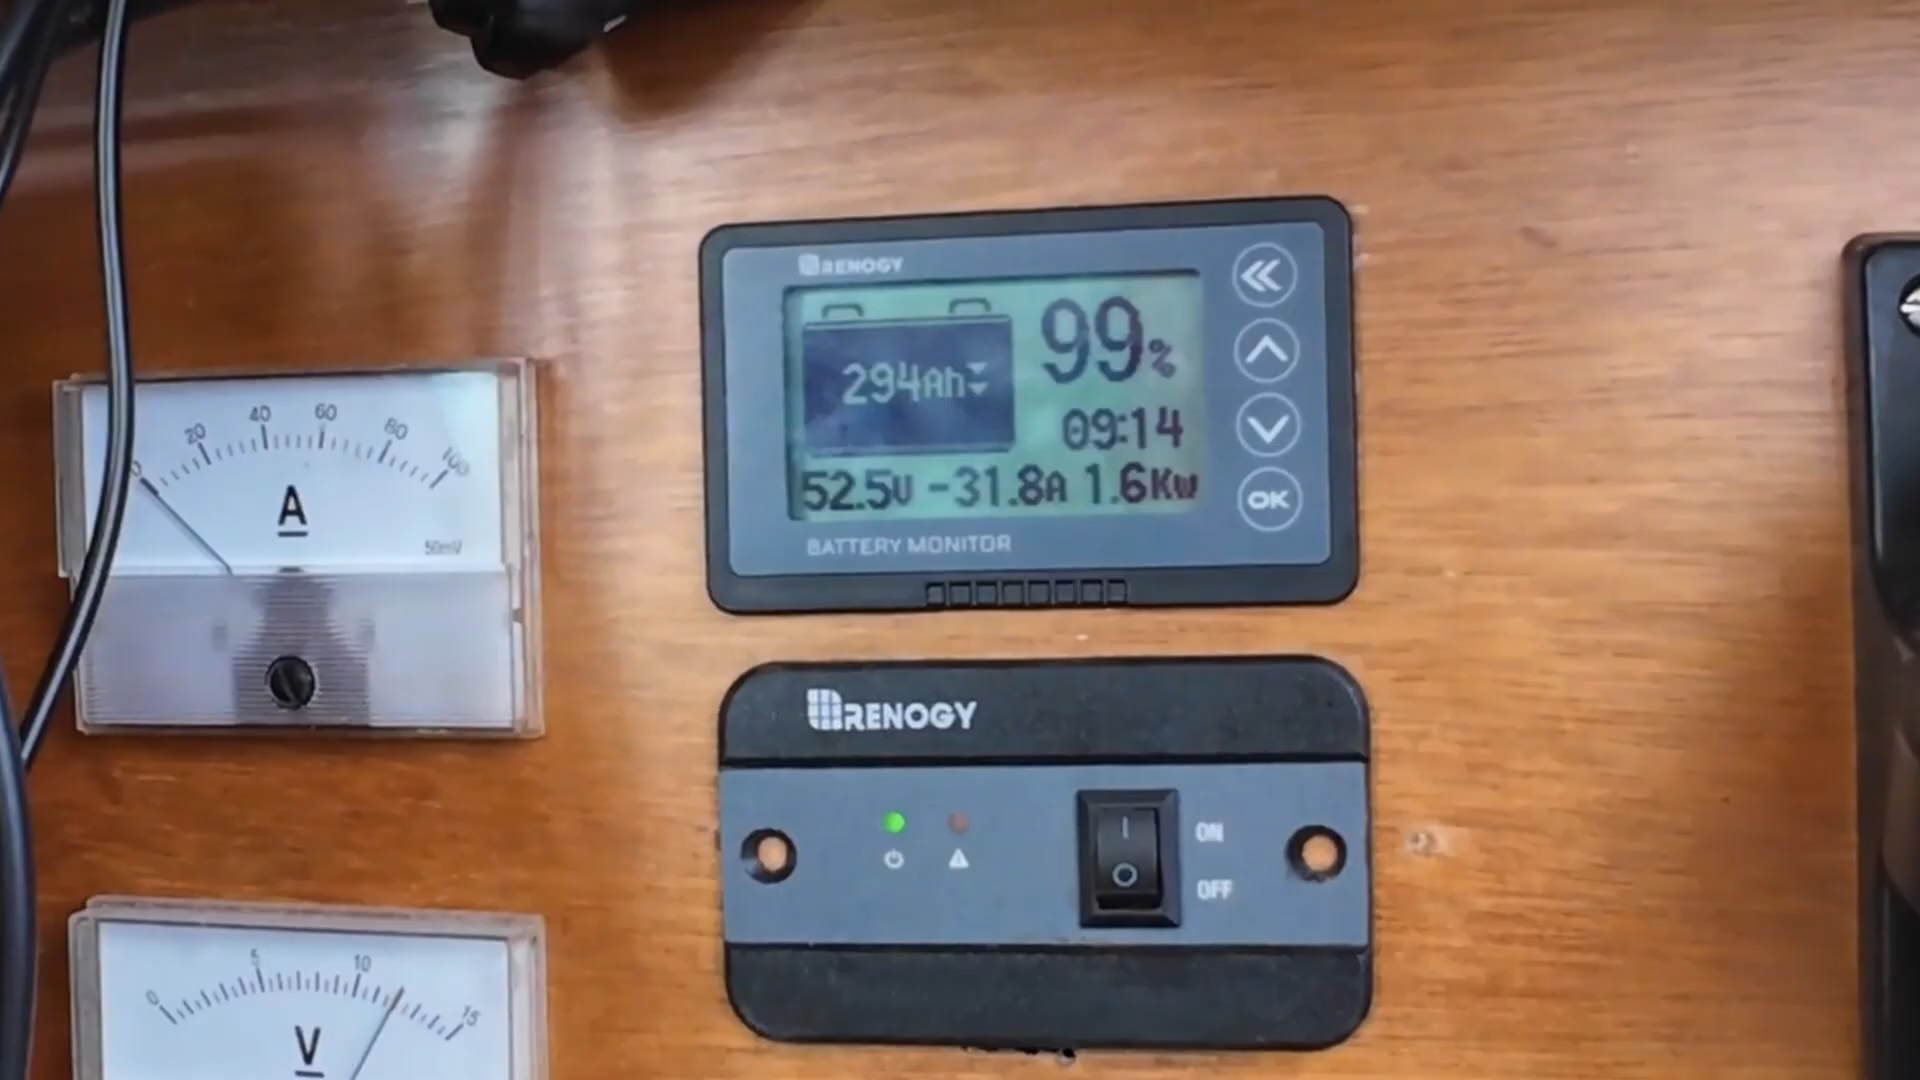 RENOGY
294Ah
99%
09:14
52.5V -31.8A 1.6Kw
BATTERY MONITOR
OK
0 20 40 60 80 100
A
50mV
RENOGY
ON
OFF
0 5 10 15
V